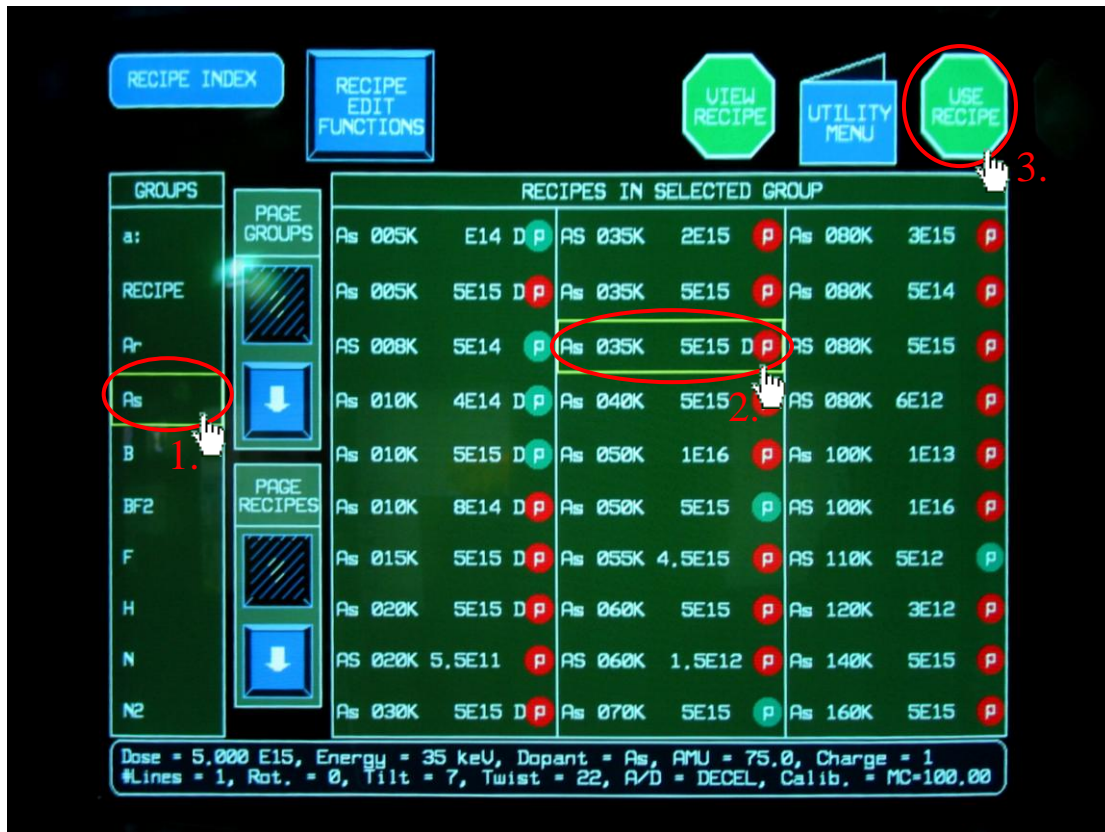 RECIPE INDEX
RECIPE
EDIT
FUNCTIONS
VIEW
RECIPE
UTILITY
MENU
USE
RECIPE
3.
GROUPS
a:
RECIPE
Ar
As
1.
B
BF2
F
H
N
N2
PAGE
GROUPS
PAGE
RECIPES
RECIPES IN SELECTED GROUP
As 005K E14 D P
As 005K 5E15 D P
AS 008K 5E14 P
As 010K 4E14 D P
As 010K 5E15 D P
As 010K 8E14 D P
As 015K 5E15 D P
As 020K 5E15 D P
AS 020K 5.5E11 P
As 030K 5E15 D P
AS 035K 2E15 P
As 035K 5E15 P
As 035K 5E15 D P
As 040K 5E15
2.
As 050K 1E16 P
As 050K 5E15 P
As 055K 4.5E15 P
As 060K 5E15 P
AS 060K 1.5E12 P
As 070K 5E15 P
As 080K 3E15 P
As 080K 5E14 P
AS 080K 5E15 P
AS 080K 6E12 P
As 100K 1E13 P
AS 100K 1E16 P
AS 110K 5E12 P
As 120K 3E12 P
As 140K 5E15 P
As 160K 5E15 P
Dose = 5.000 E15, Energy = 35 keV, Dopant = As, AMU = 75.0, Charge = 1
#Lines = 1, Rot. = 0, Tilt = 7, Twist = 22, A/D = DECEL, Calib. = MC=100.00